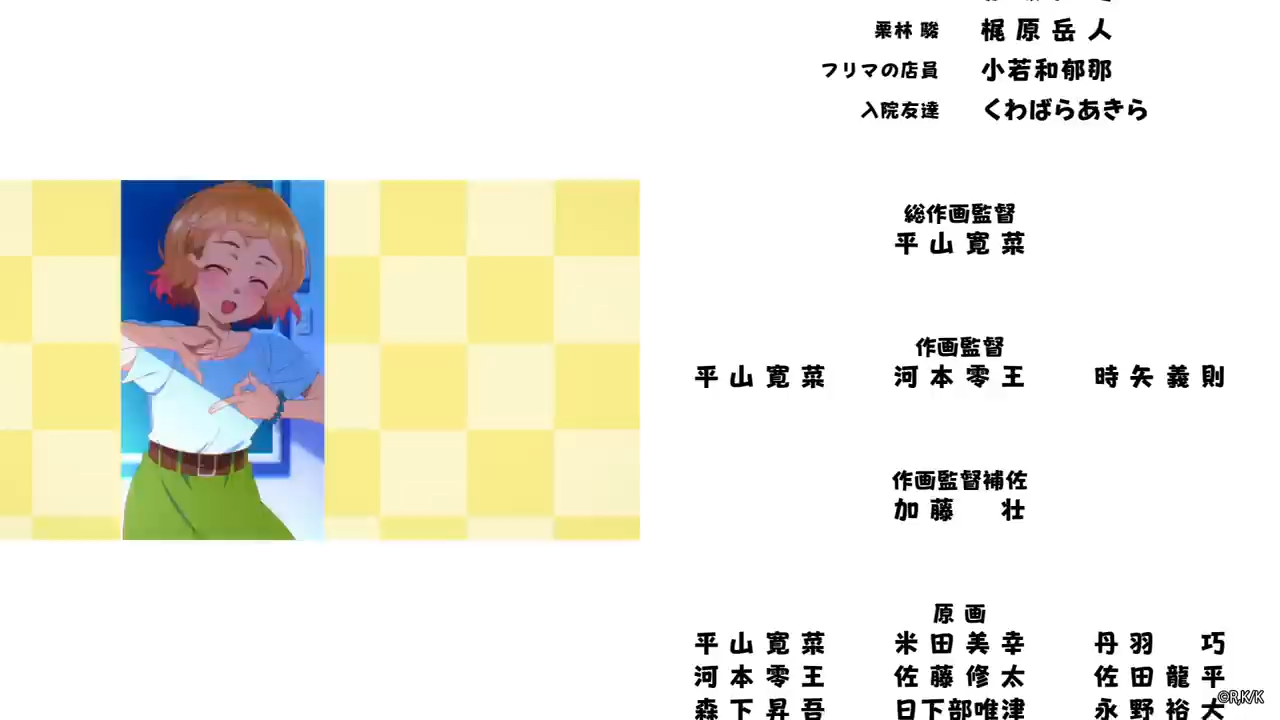 栗林 駿 梶原岳人
フリマの店員 小若和郁那
入院友達 くわばらあきら
総作画監督
平山寛菜
作画監督
平山寛菜 河本零王 時矢義則
作画監督補佐
加藤 壮
原画
平山寛菜 米田美幸 丹羽 巧
河本零王 佐藤修太 佐田龍平
森下昇吾 日下部唯津 永野裕大
©R,K/K